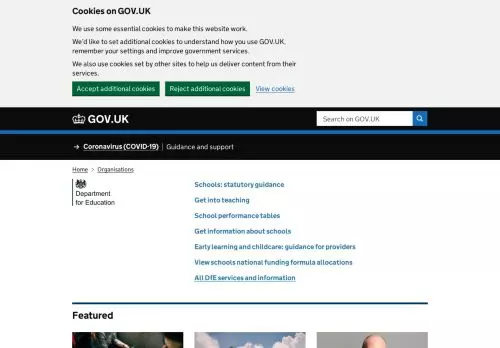 Cookies on GOV.UK
We use some essential cookies to make this website work.
We'd like to set additional cookies to understand how you use GOV.UK,
remember your settings and improve government services.
We also use cookies set by other sites to help us deliver content from their
services.
Accept additional cookies Reject additional cookies View cookies
GOV.UK Search on GOV.UK
→ Coronavirus (COVID-19) | Guidance and support
Home > Organisations
Department
for Education
Schools: statutory guidance
Get into teaching
School performance tables
Get information about schools
Early learning and childcare: guidance for providers
View schools national funding formula allocations
All DfE services and information
Featured